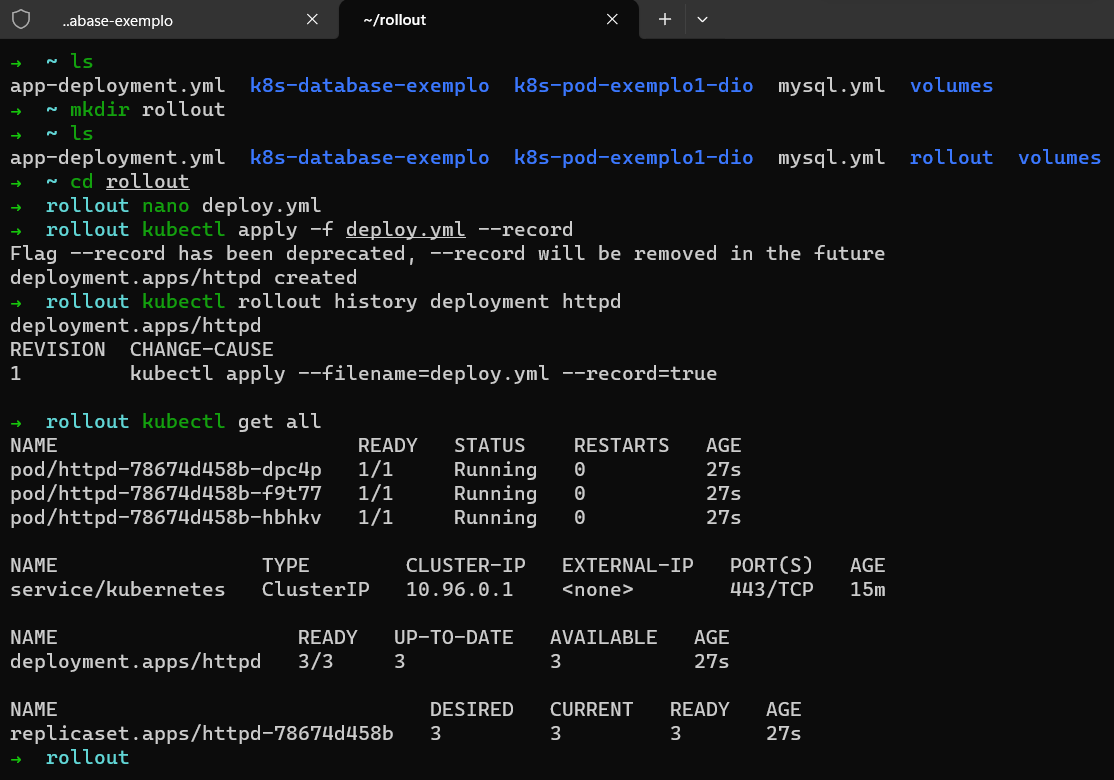 ..abase-exemplo
~/rollout
→ ~ ls
app-deployment.yml k8s-database-exemplo k8s-pod-exemplo1-dio mysql.yml volumes
→ ~ mkdir rollout
→ ~ ls
app-deployment.yml k8s-database-exemplo k8s-pod-exemplo1-dio mysql.yml rollout volumes
→ ~ cd rollout
→ rollout nano deploy.yml
→ rollout kubectl apply -f deploy.yml --record
Flag --record has been deprecated, --record will be removed in the future
deployment.apps/httpd created
→ rollout kubectl rollout history deployment httpd
deployment.apps/httpd
REVISION CHANGE-CAUSE
1 kubectl apply --filename=deploy.yml --record=true
→ rollout kubectl get all
NAME READY STATUS RESTARTS AGE
pod/httpd-78674d458b-dpc4p 1/1 Running 0 27s
pod/httpd-78674d458b-f9t77 1/1 Running 0 27s
pod/httpd-78674d458b-hbhkv 1/1 Running 0 27s
NAME TYPE CLUSTER-IP EXTERNAL-IP PORT(S) AGE
service/kubernetes ClusterIP 10.96.0.1 <none> 443/TCP 15m
NAME READY UP-TO-DATE AVAILABLE AGE
deployment.apps/httpd 3/3 3 3 27s
NAME DESIRED CURRENT READY AGE
replicaset.apps/httpd-78674d458b 3 3 3 27s
→ rollout